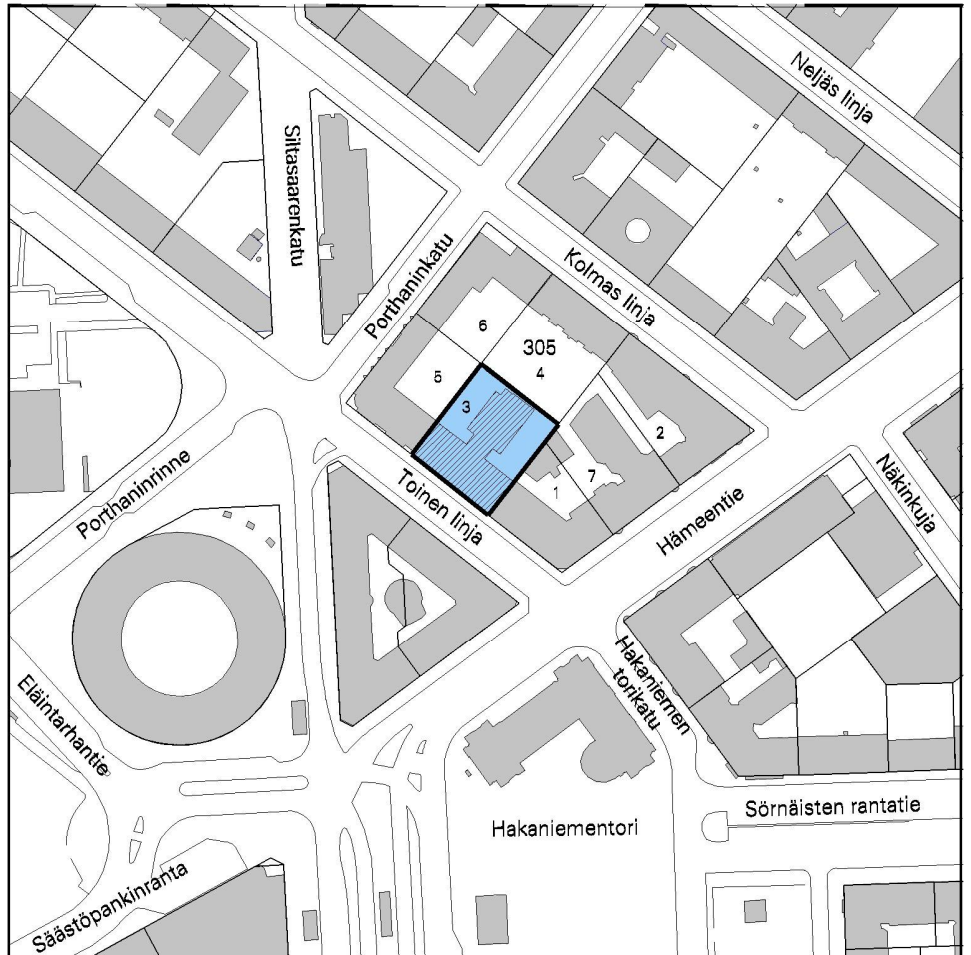 Neljäs linja
Siltasaarenkatu
Porthaninkatu
Kolmas linja
6
305
5
4
3
2
1
7
Toinen linja
Porthaninrinne
Hämeentie
Näkinkuja
Hakaniemen
torikatu
Eläintarhantie
Sörnäisten rantatie
Hakaniementori
Säästöpankinranta